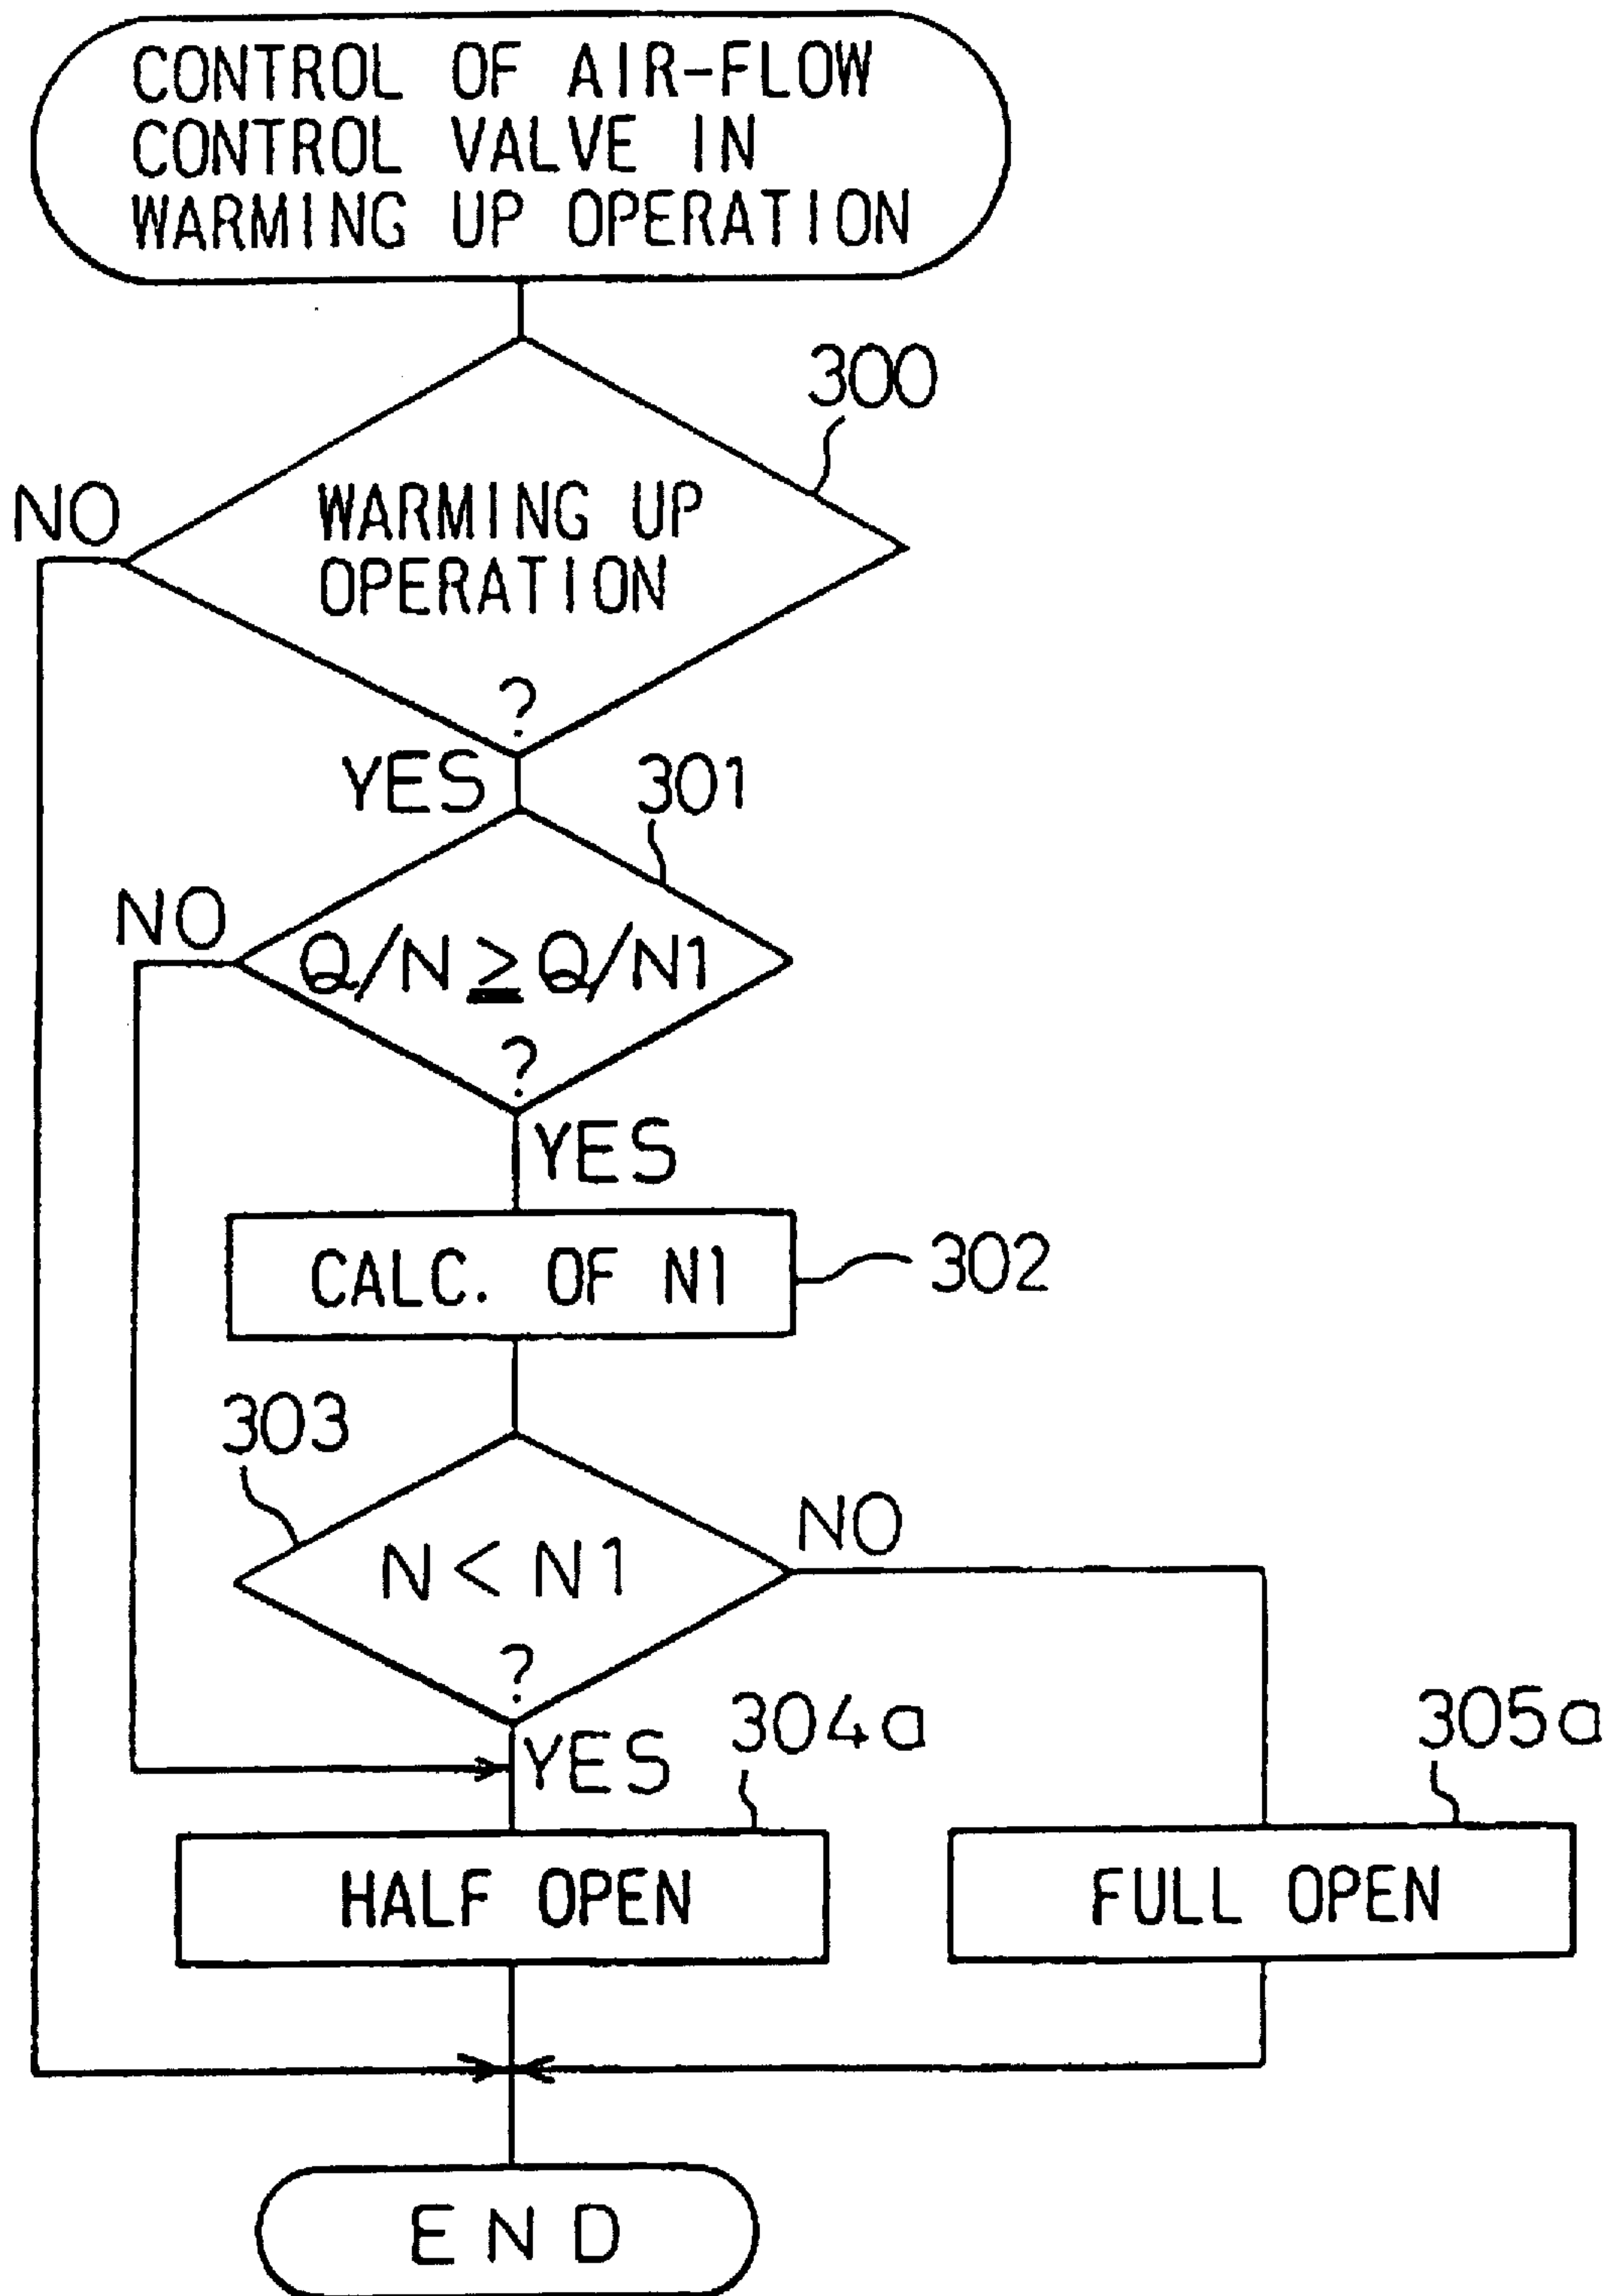 CONTROL OF AIR-FLOW
CONTROL VALVE IN
WARMING UP OPERATION
300
NO
WARMING UP
OPERATION
?
YES
301
NO
Q/N ≥ Q/N1
?
YES
CALC. OF N1
302
303
N < N1
NO
?
YES
304a
305a
HALF OPEN
FULL OPEN
END